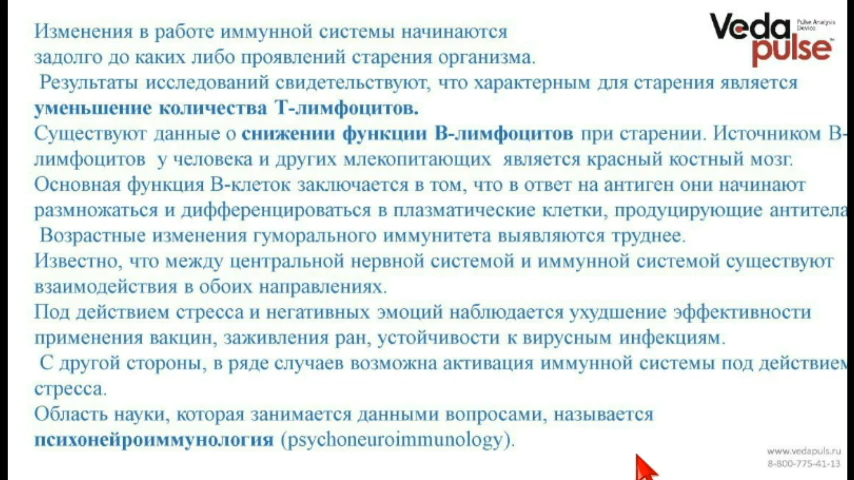 Veda
pulse
Pulse Analysis
Device
Изменения в работе иммунной системы начинаются
задолго до каких либо проявлений старения организма.
Результаты исследований свидетельствуют, что характерным для старения является
уменьшение количества Т-лимфоцитов.
Существуют данные о снижении функции В-лимфоцитов при старении. Источником В-
лимфоцитов у человека и других млекопитающих является красный костный мозг.
Основная функция В-клеток заключается в том, что в ответ на антиген они начинают
размножаться и дифференцироваться в плазматические клетки, продуцирующие антитела
Возрастные изменения гуморального иммунитета выявляются труднее.
Известно, что между центральной нервной системой и иммунной системой существуют
взаимодействия в обоих направлениях.
Под действием стресса и негативных эмоций наблюдается ухудшение эффективности
применения вакцин, заживления ран, устойчивости к вирусным инфекциям.
С другой стороны, в ряде случаев возможна активация иммунной системы под действием
стресса.
Область науки, которая занимается данными вопросами, называется
психонейроиммунология (psychoneuroimmunology).
www.vedapuls.ru
8-800-775-41-13